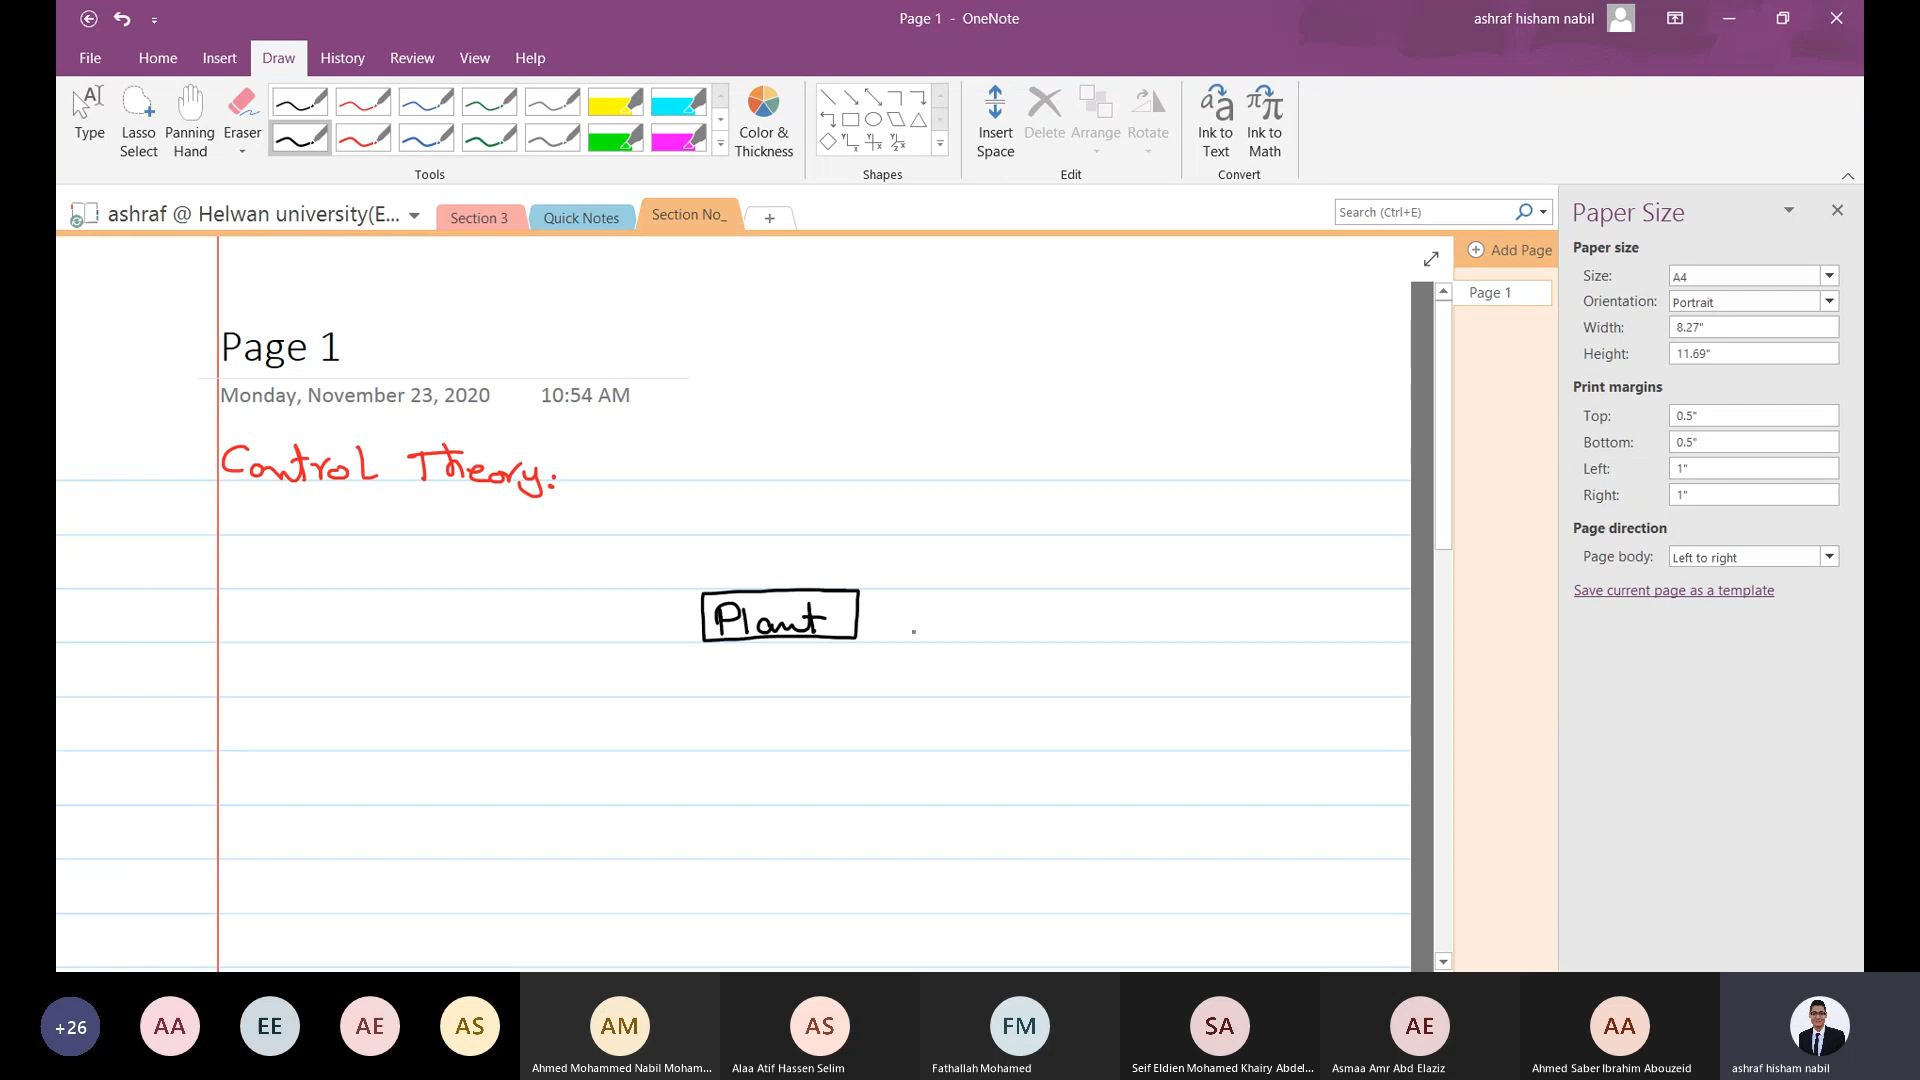 Page 1 - OneNote
ashraf hisham nabil
File Home Insert Draw History Review View Help
Type
Lasso Select
Panning Hand
Eraser
Color & Thickness
Insert Space
Delete
Arrange
Rotate
Ink to Text
Ink to Math
Tools
Shapes
Edit
Convert
ashraf @ Helwan university(E...
Section 3
Quick Notes
Section No_
Search (Ctrl+E)
Add Page
Page 1
Page 1
Monday, November 23, 2020 10:54 AM
Control Theory:
Plant
Paper Size
Paper size
Size: A4
Orientation: Portrait
Width: 8.27"
Height: 11.69"
Print margins
Top: 0.5"
Bottom: 0.5"
Left: 1"
Right: 1"
Page direction
Page body: Left to right
Save current page as a template
+26 AA EE AE AS AM AS FM SA AE AA
Ahmed Mohammed Nabil Moham...
Alaa Atif Hassen Selim
Fathallah Mohamed
Seif Eldien Mohamed Khairy Abdel...
Asmaa Amr Abd Elaziz
Ahmed Saber Ibrahim Abouzeid
ashraf hisham nabil